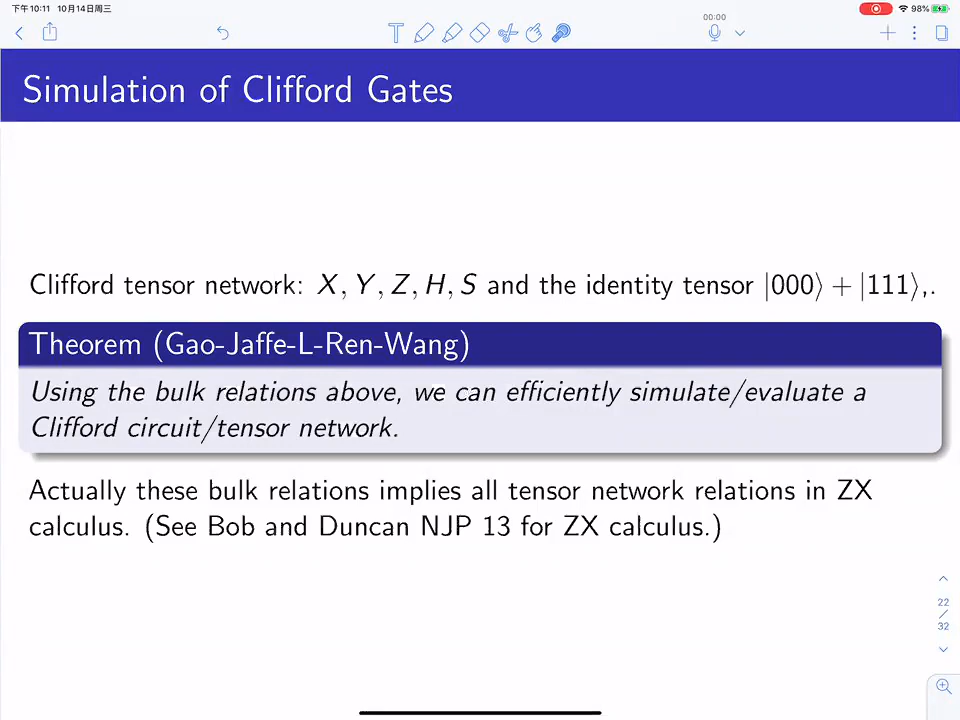 下午10:11 10月14日周三
98%
00:00
Simulation of Clifford Gates
Clifford tensor network: X, Y, Z, H, S and the identity tensor |000⟩ + |111⟩,.
Theorem (Gao-Jaffe-L-Ren-Wang)
Using the bulk relations above, we can efficiently simulate/evaluate a
Clifford circuit/tensor network.
Actually these bulk relations implies all tensor network relations in ZX
calculus. (See Bob and Duncan NJP 13 for ZX calculus.)
22
/
32